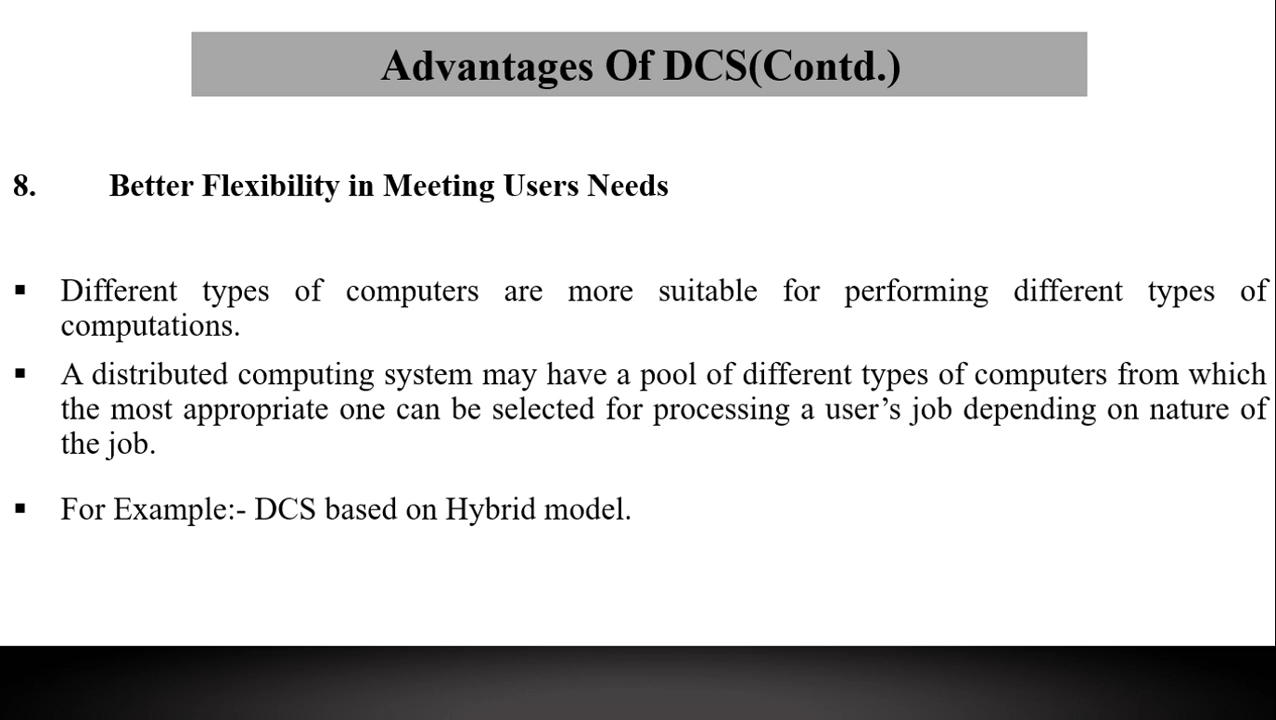 Advantages Of DCS(Contd.)
8. Better Flexibility in Meeting Users Needs
▪ Different types of computers are more suitable for performing different types of
computations.
▪ A distributed computing system may have a pool of different types of computers from which
the most appropriate one can be selected for processing a user’s job depending on nature of
the job.
▪ For Example:- DCS based on Hybrid model.